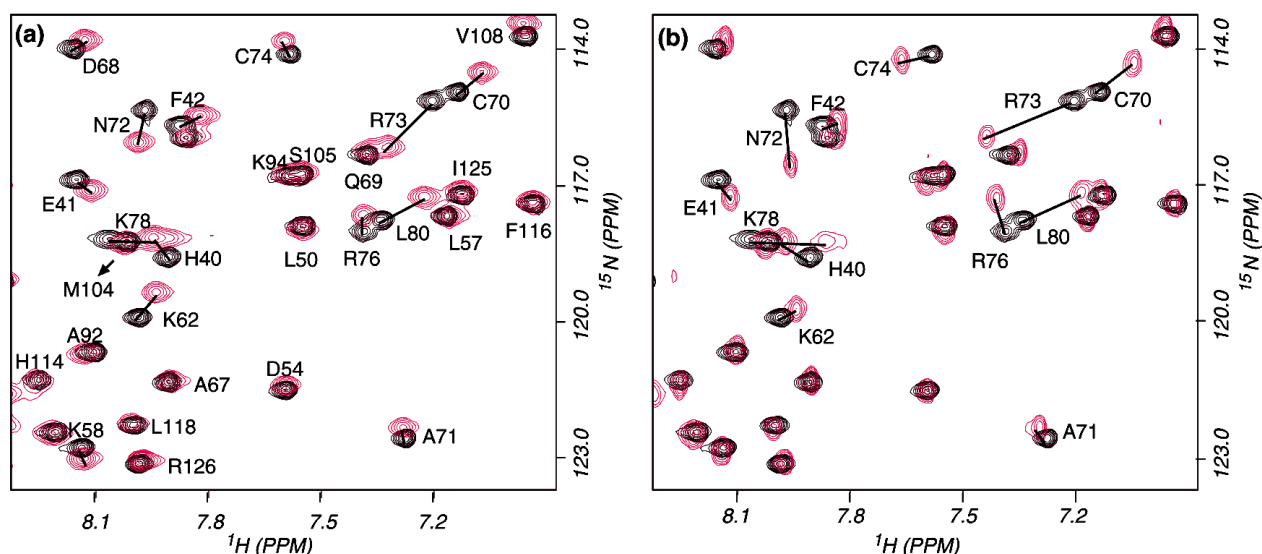 (a)
V108
D68
C74
F42
C70
N72
R73
K94
S105
I125
Q69
E41
K78
L80
F116
H40
L50
R76
L57
M104
K62
A92
H114
A67
D54
L118
K58
A71
R126
8.1 7.8 7.5 7.2
1H (PPM)
114.0
117.0
15N (PPM)
120.0
123.0
(b)
C74
F42
R73
C70
N72
E41
K78
L80
H40
R76
K62
A71
8.1 7.8 7.5 7.2
1H (PPM)
114.0
117.0
15N (PPM)
120.0
123.0